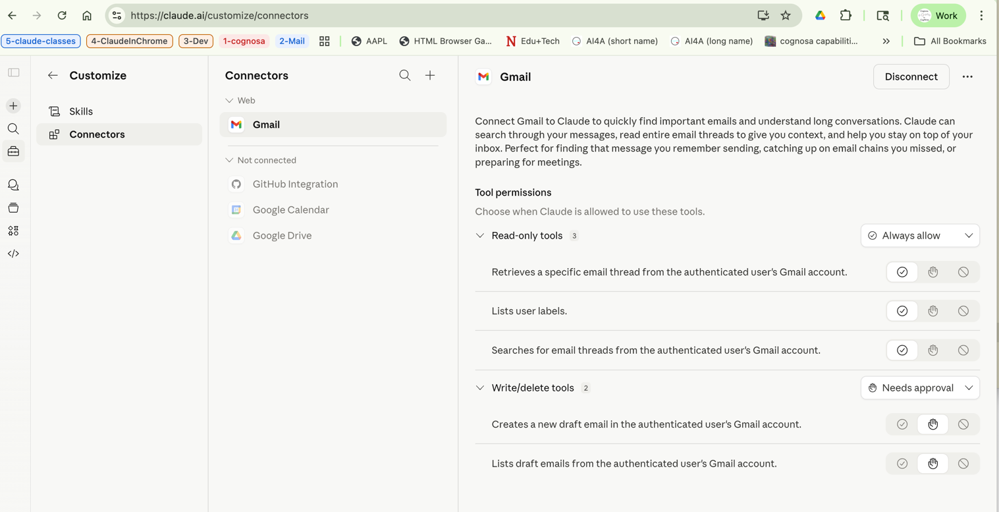 https://claude.ai/customize/connectors
Work
5-claude-classes
4-ClaudeInChrome
3-Dev
1-cognosa
2-Mail
AAPL
HTML Browser Ga...
Edu+Tech
AI4A (short name)
AI4A (long name)
cognosa capabiliti...
All Bookmarks
Customize
Skills
Connectors
Connectors
Web
Gmail
Not connected
GitHub Integration
Google Calendar
Google Drive
Gmail
Disconnect
Connect Gmail to Claude to quickly find important emails and understand long conversations. Claude can
search through your messages, read entire email threads to give you context, and help you stay on top of your
inbox. Perfect for finding that message you remember sending, catching up on email chains you missed, or
preparing for meetings.
Tool permissions
Choose when Claude is allowed to use these tools.
Read-only tools 3
Always allow
Retrieves a specific email thread from the authenticated user's Gmail account.
Lists user labels.
Searches for email threads from the authenticated user's Gmail account.
Write/delete tools 2
Needs approval
Creates a new draft email in the authenticated user's Gmail account.
Lists draft emails from the authenticated user's Gmail account.